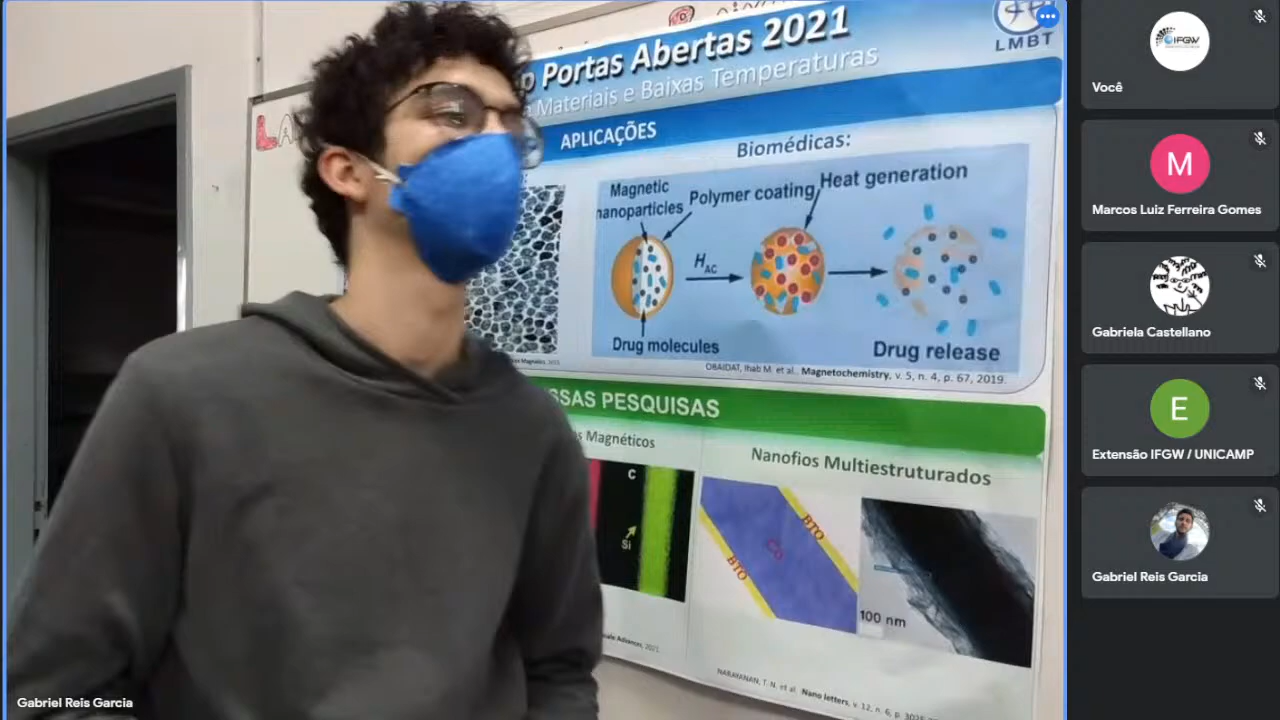 p Portas Abertas 2021
Materiais e Baixas Temperaturas
LMBT
APLICAÇÕES
Biomédicas:
Magnetic
nanoparticles
Polymer coating
Heat generation
H AC
Drug molecules
Drug release
OBAIDAT, Ihab M. et al. Magnetochemistry, v. 5, n. 4, p. 67, 2019.
SSAS PESQUISAS
os Magnéticos
Nanofios Multiestruturados
C
Si
BTO
Co
BTO
100 nm
NARAYANAN, T. N. et al. Nano letters, v. 12, n. 6, p.
Gabriel Reis Garcia
IFGW
Você
M
Marcos Luiz Ferreira Gomes
Gabriela Castellano
E
Extensão IFGW / UNICAMP
Gabriel Reis Garcia